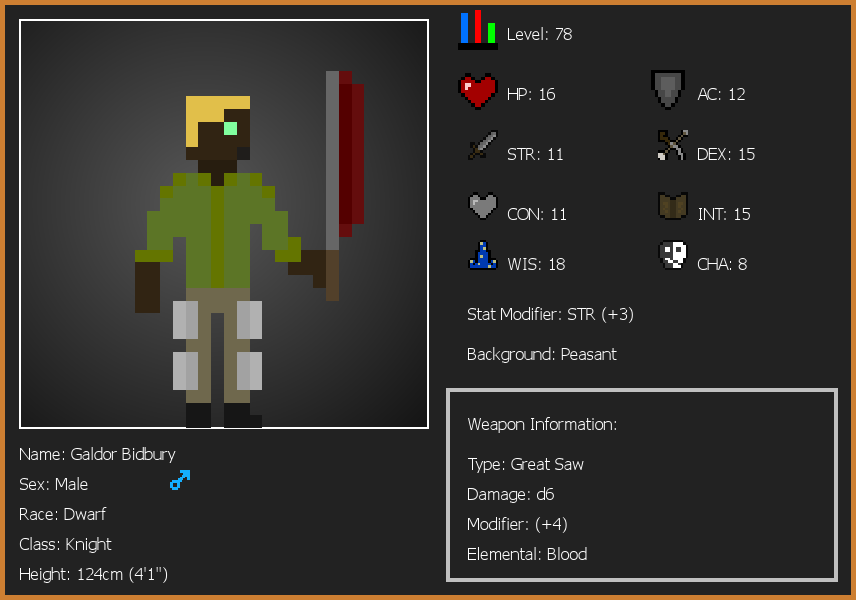 Level: 78
HP: 16
AC: 12
STR: 11
DEX: 15
CON: 11
INT: 15
WIS: 18
CHA: 8
Stat Modifier: STR (+3)
Background: Peasant
Weapon Information:
Type: Great Saw
Damage: d6
Modifier: (+4)
Elemental: Blood
Name: Galdor Bidbury
Sex: Male
Race: Dwarf
Class: Knight
Height: 124cm (4'1")